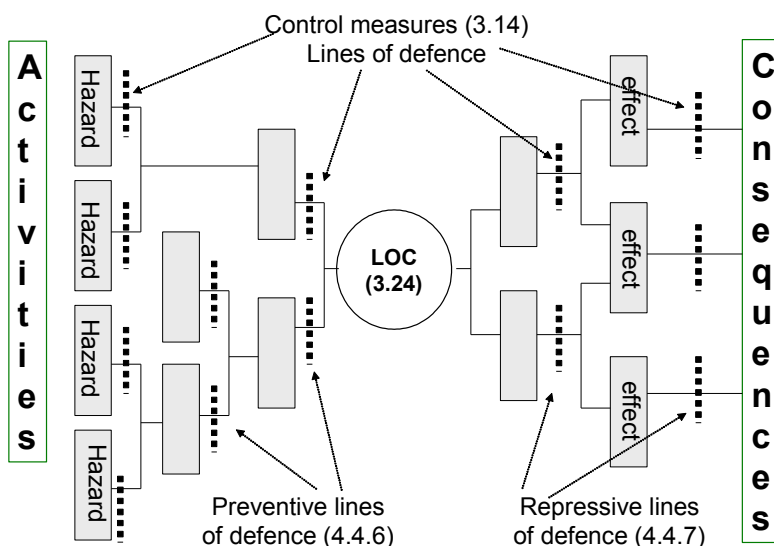 Control measures (3.14)
Lines of defence
Activities
Hazard
Hazard
Hazard
Hazard
LOC
(3.24)
effect
effect
effect
Consequences
Preventive lines
of defence (4.4.6)
Repressive lines
of defence (4.4.7)